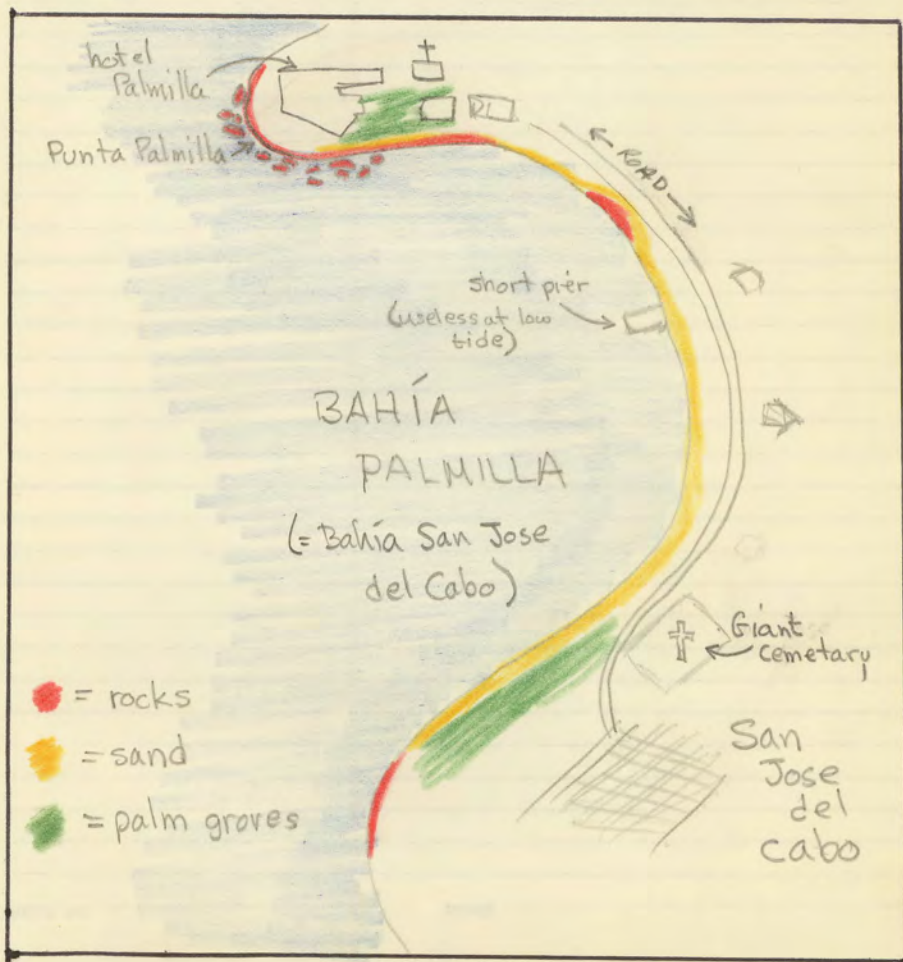 hotel
Palmilla
Punta Palmilla
ROAD
short pier
(useless at low
tide)
BAHÍA
PALMILLA
(= Bahía San Jose
del Cabo)
Giant
cemetary
= rocks
= sand
= palm groves
San
Jose
del
Cabo